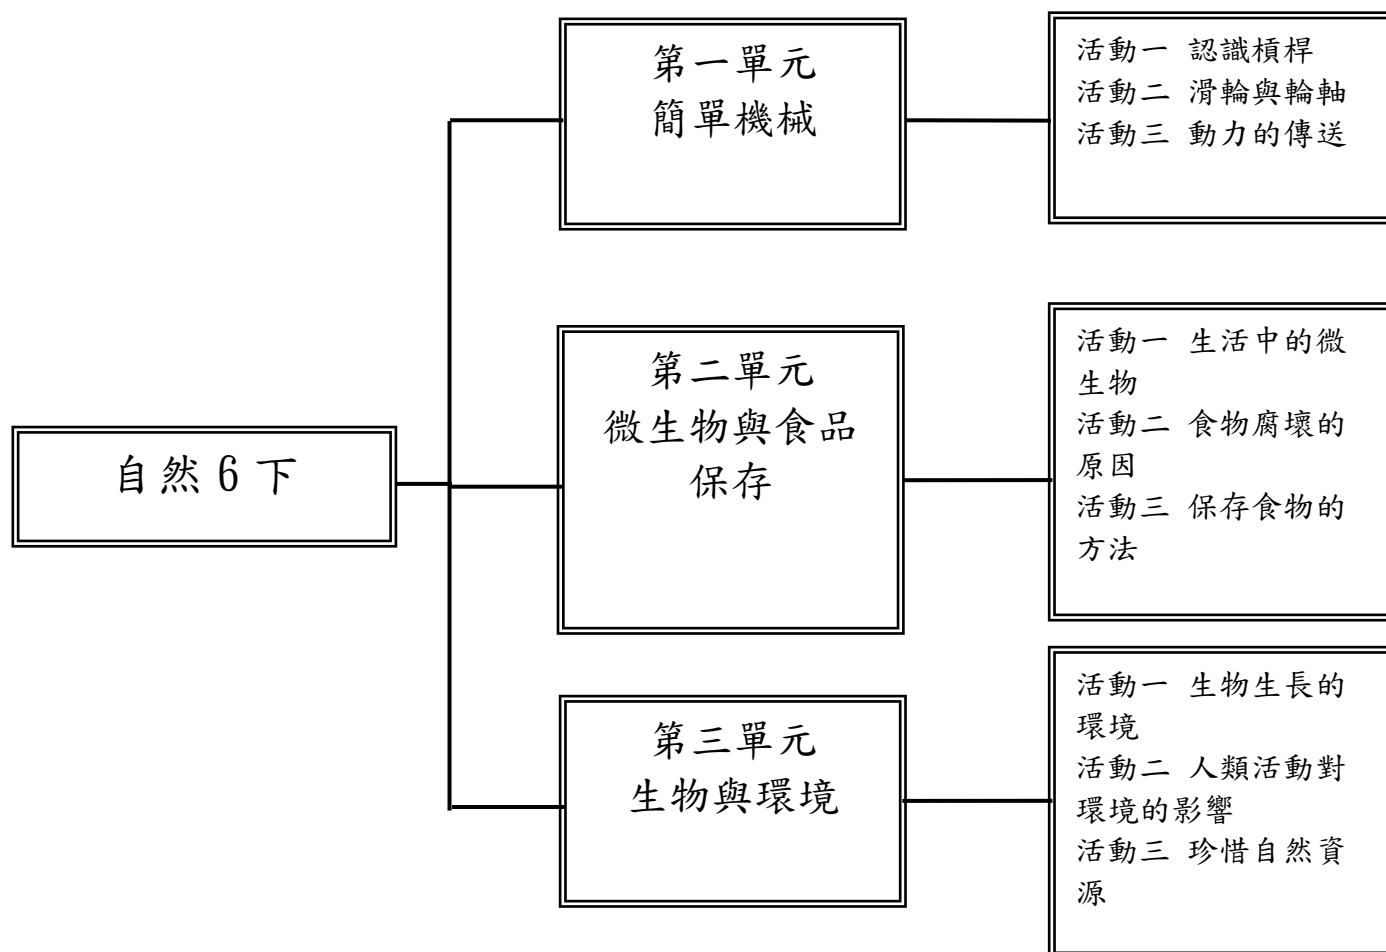 第一單元
簡單機械
活動一 認識槓桿
活動二 滑輪與輪軸
活動三 動力的傳送
自然 6 下
第二單元
微生物與食品
保存
活動一 生活中的微
生物
活動二 食物腐壞的
原因
活動三 保存食物的
方法
第三單元
生物與環境
活動一 生物生長的
環境
活動二 人類活動對
環境的影響
活動三 珍惜自然資
源